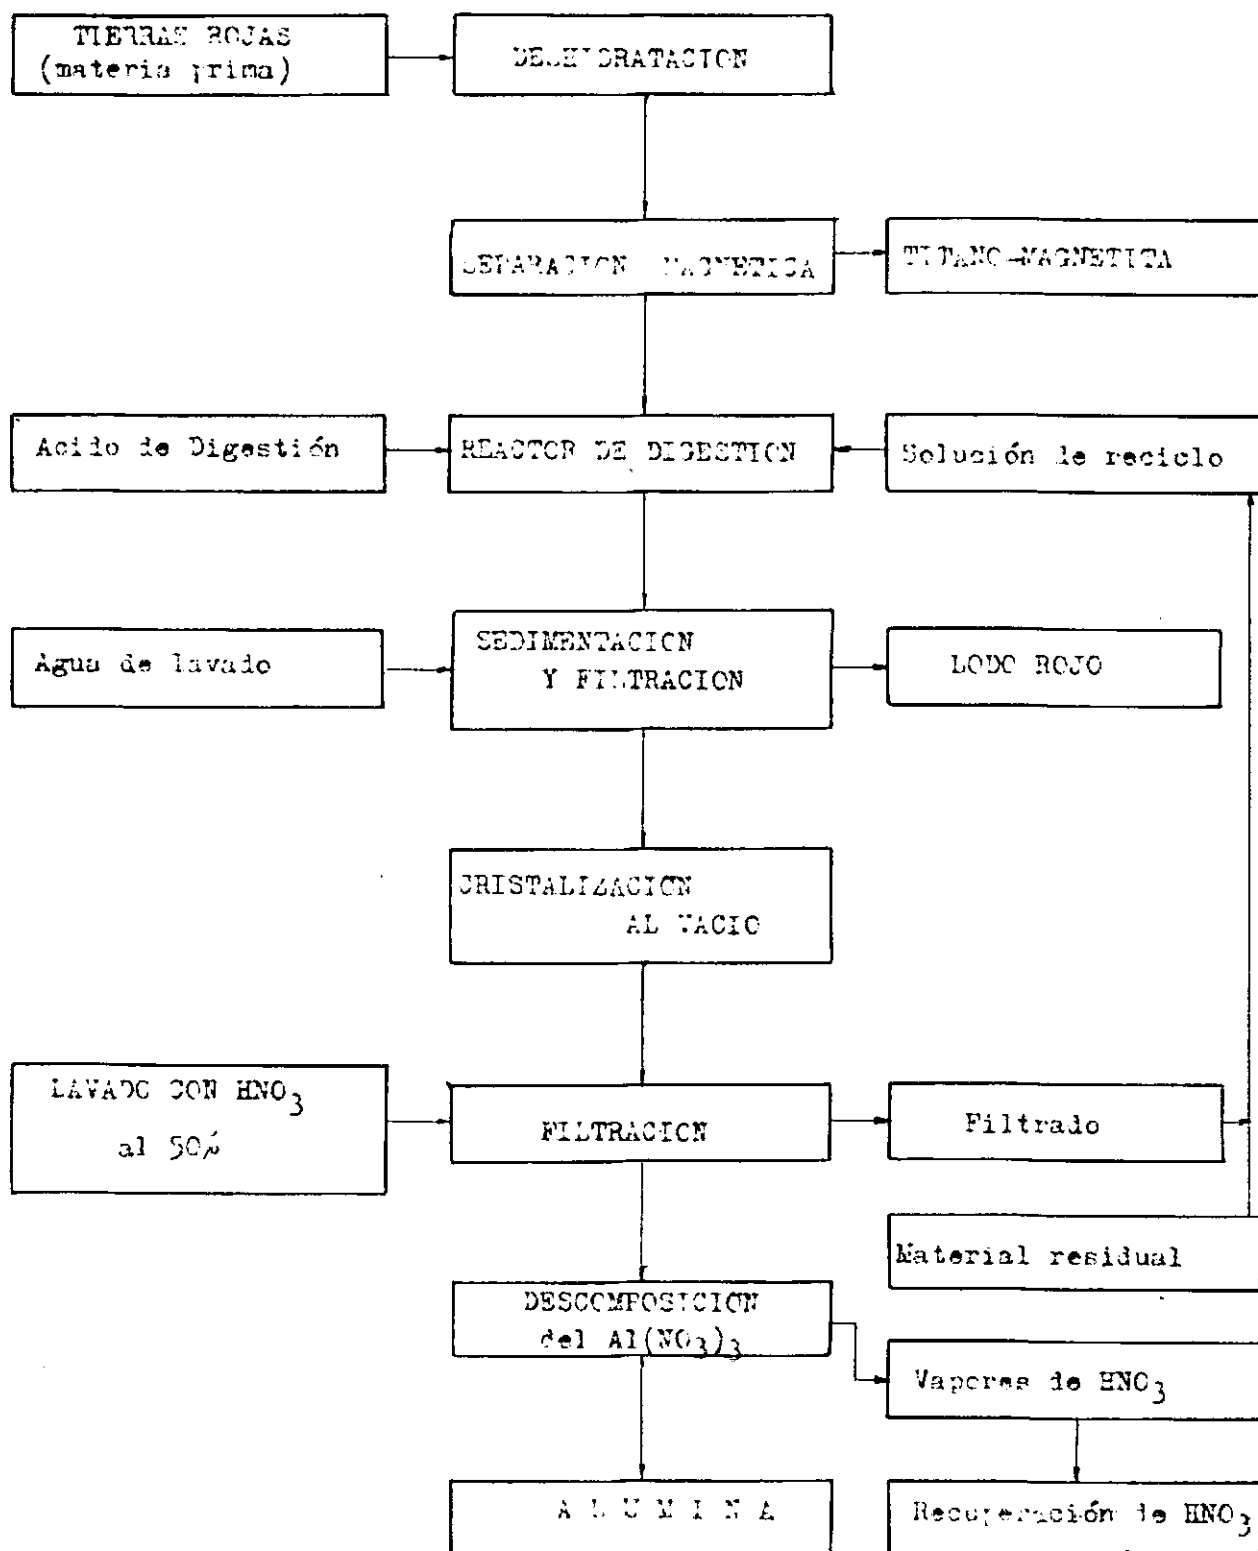 TIERRAS ROJAS
(materia prima)
DESHIDRATACION
SEPARACION MAGNETICA
TITANO-MAGNETITA
Acido de Digestión
REACTOR DE DIGESTION
Solución de reciclo
Agua de lavado
SEDIMENTACION
Y FILTRACION
LODO ROJO
CRISTALIZACION
AL VACIO
LAVADO CON HNO3
al 50%
FILTRACION
Filtrado
Material residual
DESCOMPOSICION
del Al(NO3)3
Vapores de HNO3
ALUMINA
Recuperación de HNO3